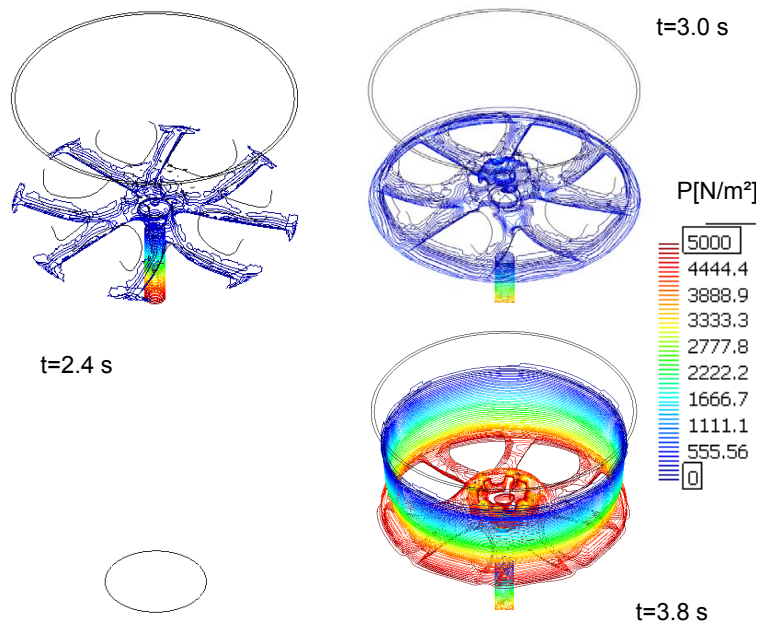 t=3.0 s
P[N/m²]
5000
4444.4
3888.9
3333.3
2777.8
2222.2
1666.7
1111.1
555.56
0
t=2.4 s
t=3.8 s